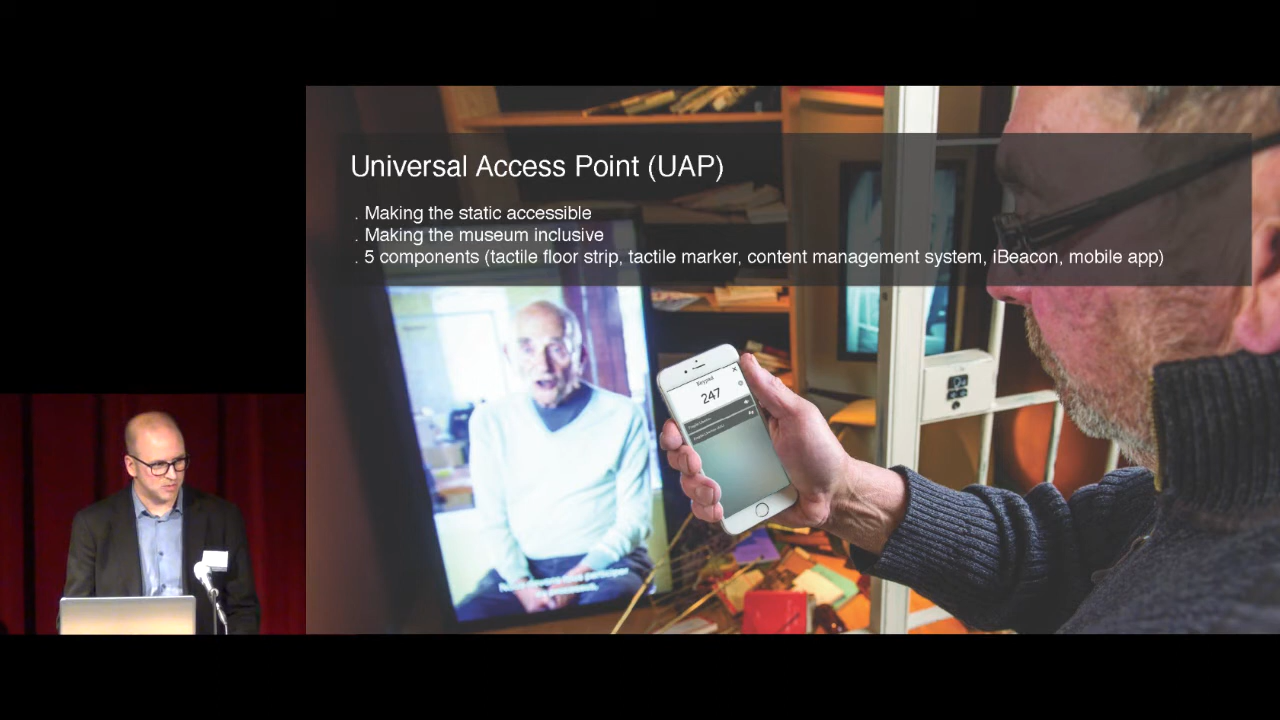 Universal Access Point (UAP)
. Making the static accessible
. Making the museum inclusive
. 5 components (tactile floor strip, tactile marker, content management system, iBeacon, mobile app)
Keypad
247